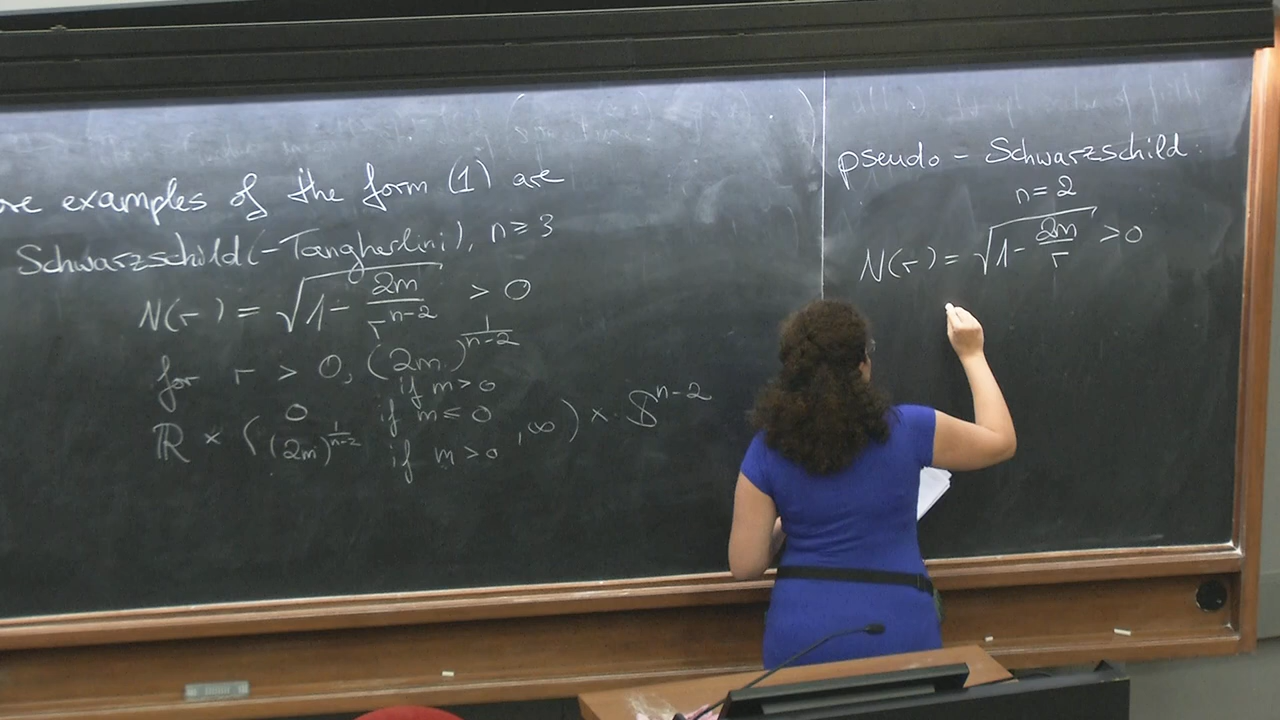 are examples of the form (1) are
Schwarzschild(-Tangherlini), n ≥ 3
N(r) = √(1 - 2m/r^(n-2)) > 0
for r > 0, (2m)^(1/(n-2))
if m > 0
ℝ × ( 0 if m ≤ 0
(2m)^(1/(n-2)) if m > 0 , ∞ ) × 𝕊^(n-2)
pseudo - Schwarzschild:
n = 2
N(r) = √(1 - 2m/r) > 0